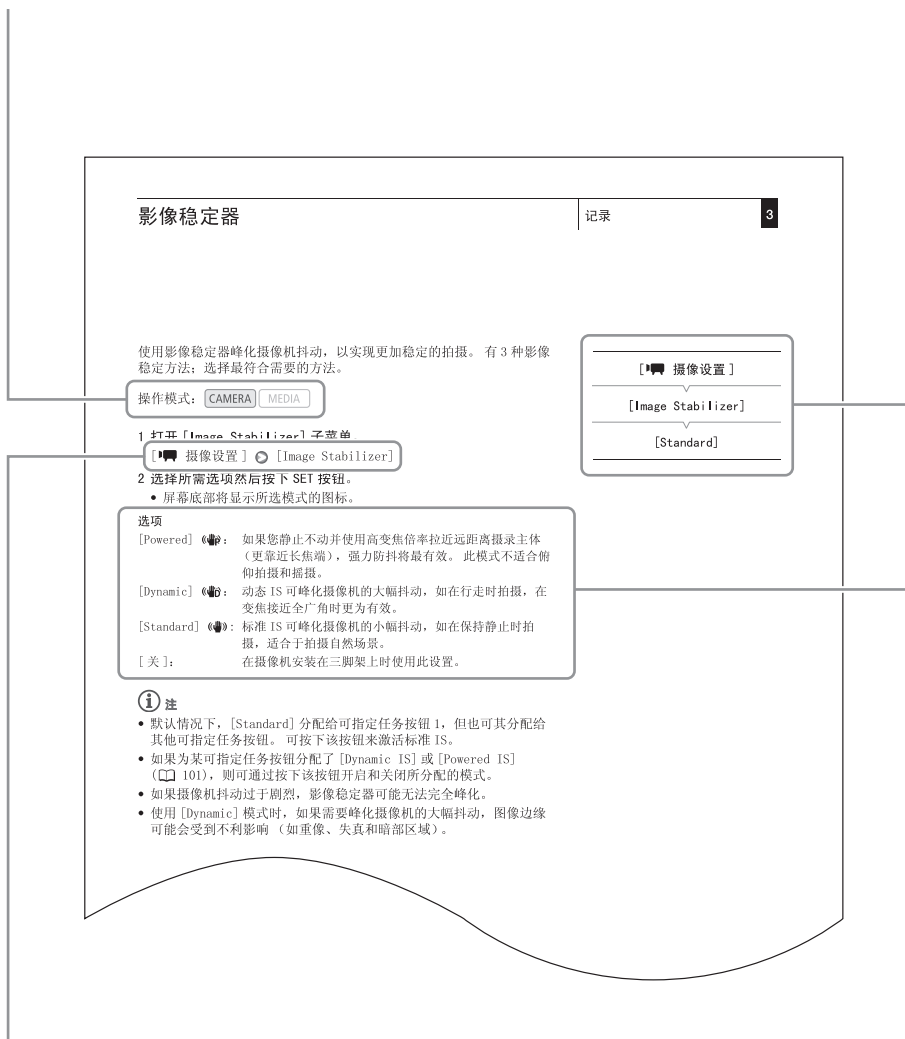 影像稳定器
记录
3
使用影像稳定器峰化摄像机抖动，以实现更加稳定的拍摄。 有 3 种影像
稳定方法；选择最符合需要的方法。
操作模式： CAMERA MEDIA
1 打开 [Image Stabilizer] 子菜单。
[ 摄像设置 ] [Image Stabilizer]
2 选择所需选项然后按下 SET 按钮。
• 屏幕底部将显示所选模式的图标。
选项
[Powered] ： 如果您静止不动并使用高变焦倍率拉近远距离摄录主体
（更靠近长焦端），强力防抖将最有效。 此模式不适合俯
仰拍摄和摇摄。
[Dynamic] ： 动态 IS 可峰化摄像机的大幅抖动，如在行走时拍摄，在
变焦接近全广角时更为有效。
[Standard] ： 标准 IS 可峰化摄像机的小幅抖动，如在保持静止时拍
摄，适合于拍摄自然场景。
[ 关 ]： 在摄像机安装在三脚架上时使用此设置。
注
• 默认情况下，[Standard] 分配给可指定任务按钮 1，但也可其分配给
其他可指定任务按钮。 可按下该按钮来激活标准 IS。
• 如果为某可指定任务按钮分配了 [Dynamic IS] 或 [Powered IS]
（ 101），则可通过按下该按钮开启和关闭所分配的模式。
• 如果摄像机抖动过于剧烈，影像稳定器可能无法完全峰化。
• 使用 [Dynamic] 模式时，如果需要峰化摄像机的大幅抖动，图像边缘
可能会受到不利影响 （如重像、失真和暗部区域）。
[ 摄像设置 ]
[Image Stabilizer]
[Standard]